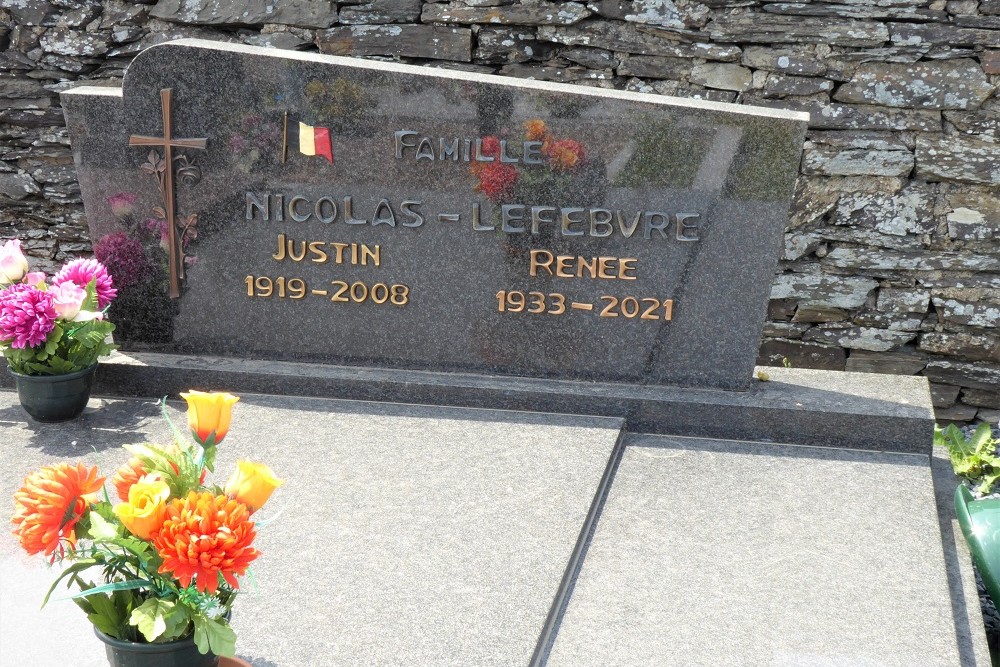 FAMILLE
NICOLAS-LEFEBVRE
JUSTIN
1919-2008
RENEE
1933-2021